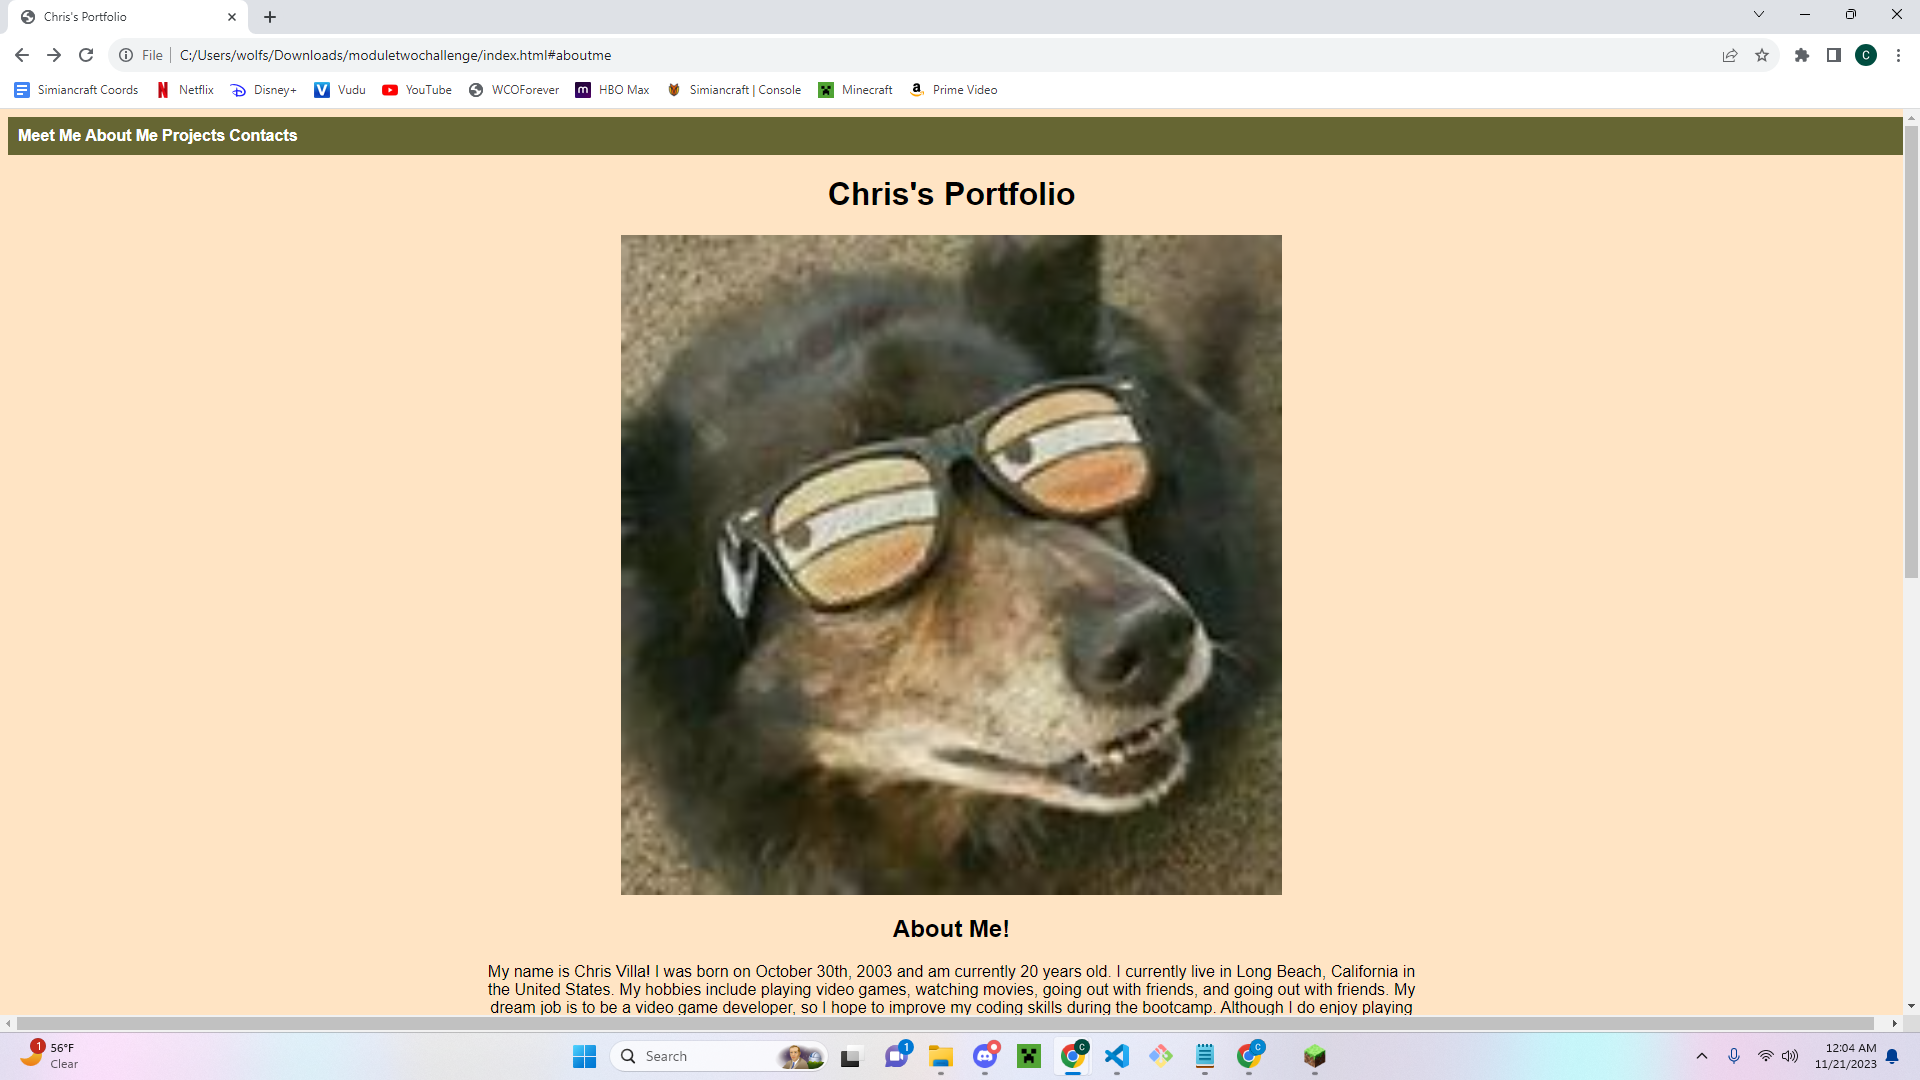 Chris's Portfolio
File
C:/Users/wolfs/Downloads/moduletwochallenge/index.html#aboutme
C
Simiancraft Coords Netflix Disney+ Vudu YouTube WCOForever HBO Max Simiancraft | Console Minecraft Prime Video
Meet Me About Me Projects Contacts
Chris's Portfolio
About Me!
My name is Chris Villa! I was born on October 30th, 2003 and am currently 20 years old. I currently live in Long Beach, California in
the United States. My hobbies include playing video games, watching movies, going out with friends, and going out with friends. My
dream job is to be a video game developer, so I hope to improve my coding skills during the bootcamp. Although I do enjoy playing
1
56°F
Clear
Search
1
C
C
12:04 AM
11/21/2023